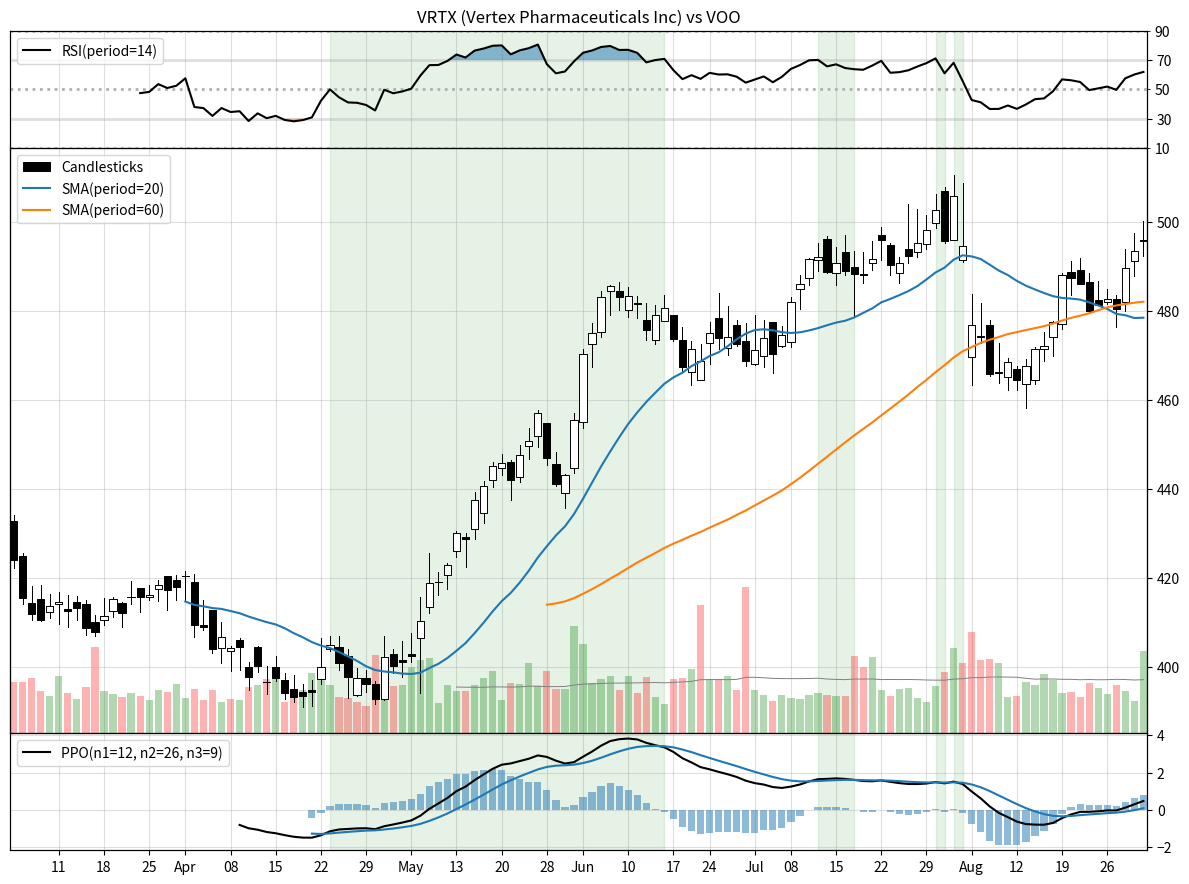 VRTX (Vertex Pharmaceuticals Inc) vs VOO
RSI(period=14)
90
70
50
30
10
Candlesticks
SMA(period=20)
SMA(period=60)
500
480
460
440
420
400
PPO(n1=12, n2=26, n3=9)
4
2
0
−2
11 18 25 Apr 08 15 22 29 May 13 20 28 Jun 10 17 24 Jul 08 15 22 29 Aug 12 19 26